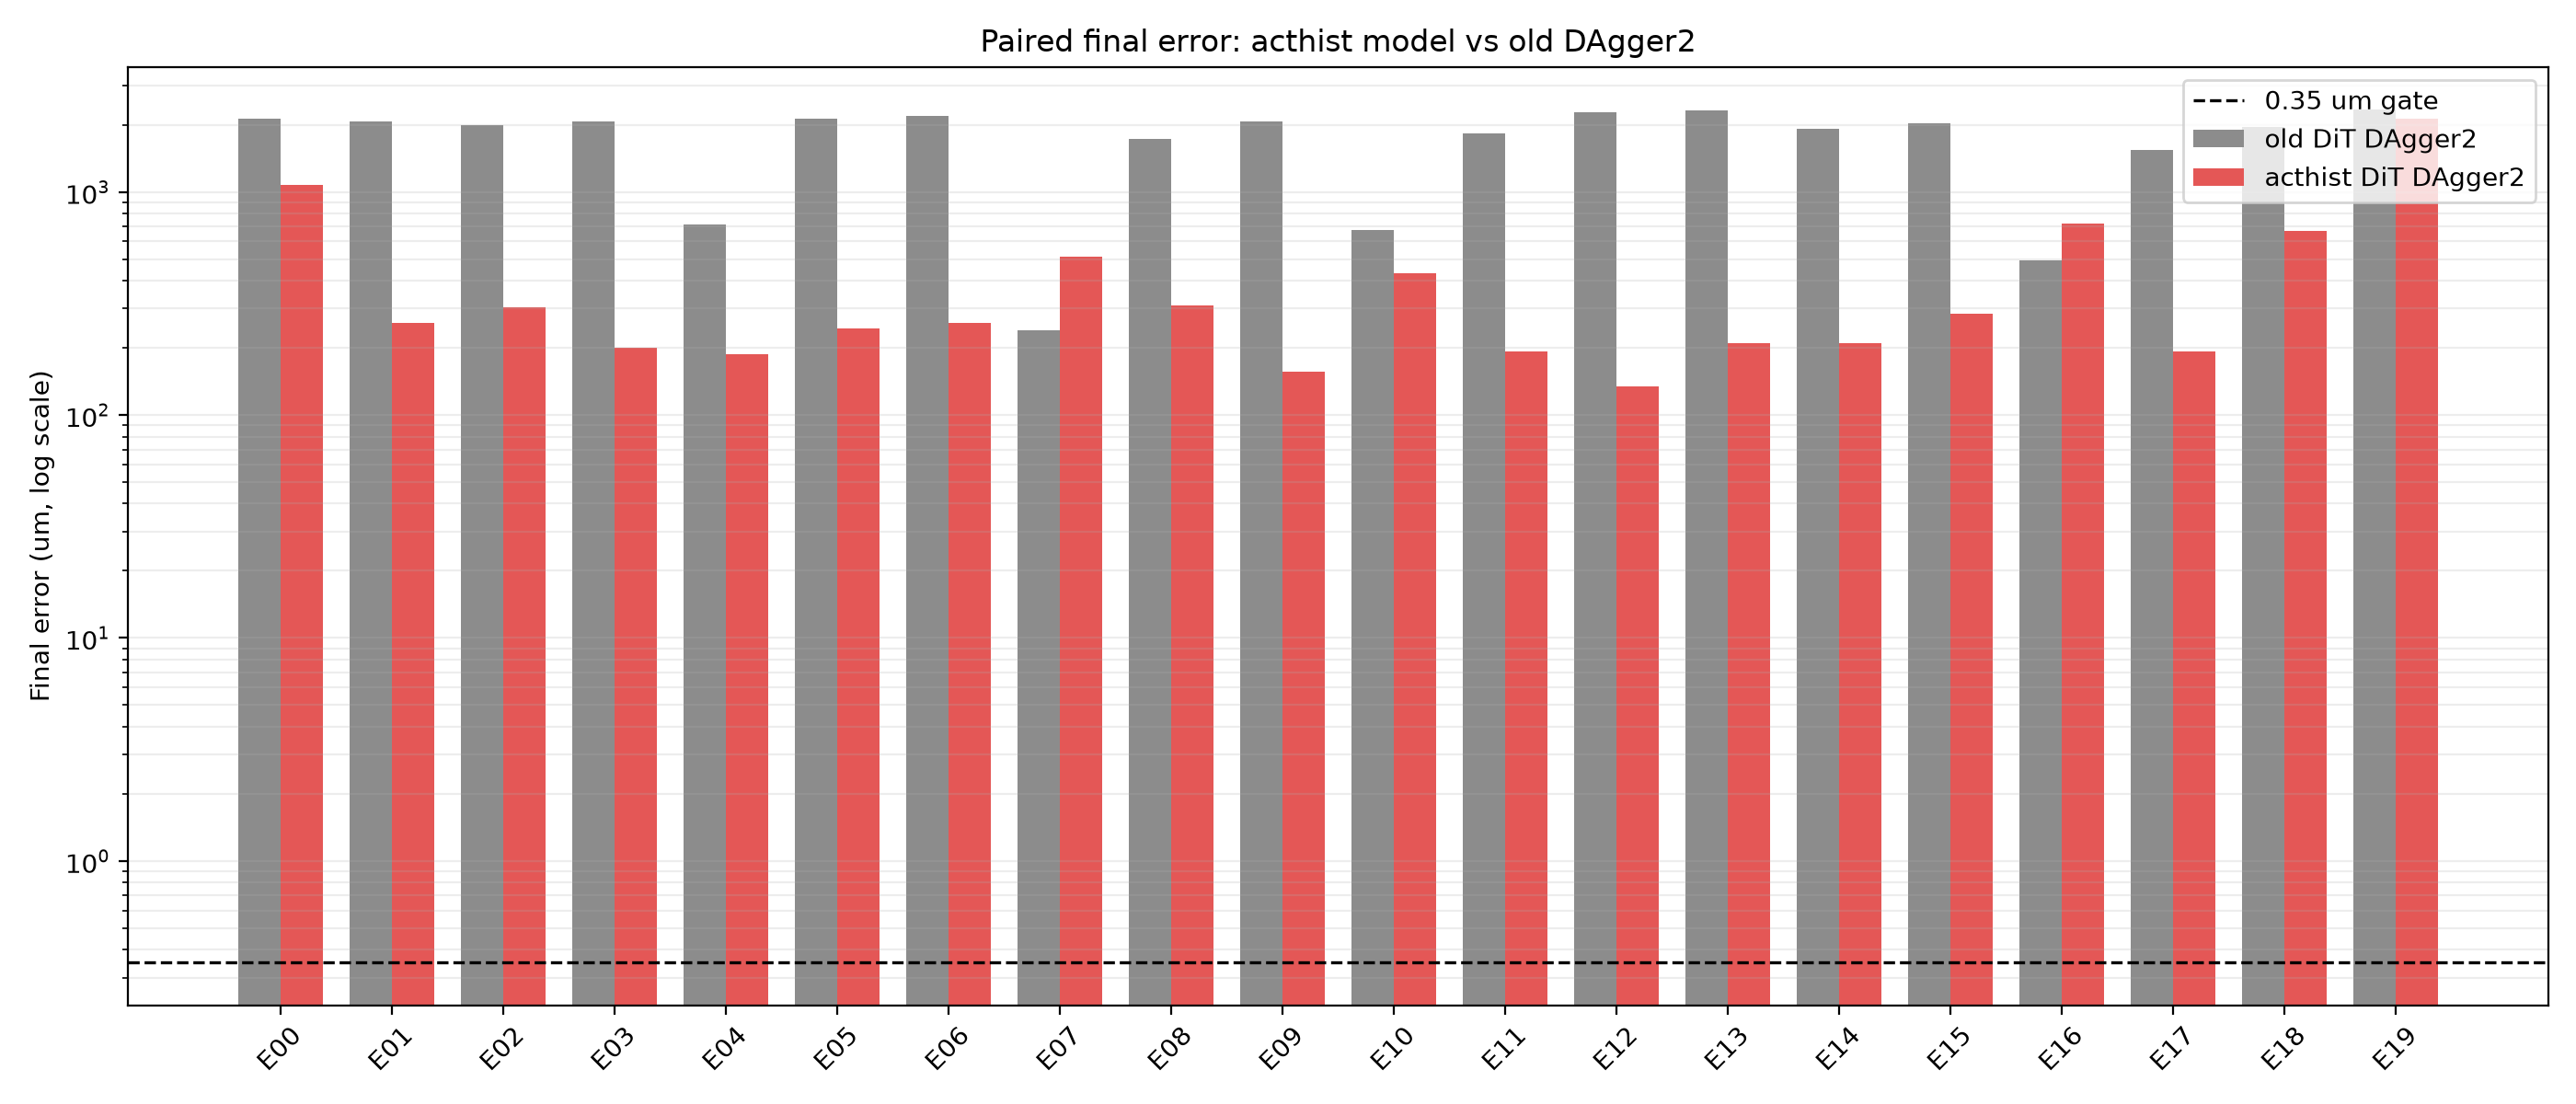 Paired final error: acthist model vs old DAgger2
0.35 um gate
old DiT DAgger2
acthist DiT DAgger2
Final error (um, log scale)
10³
10²
10¹
10⁰
E00
E01
E02
E03
E04
E05
E06
E07
E08
E09
E10
E11
E12
E13
E14
E15
E16
E17
E18
E19